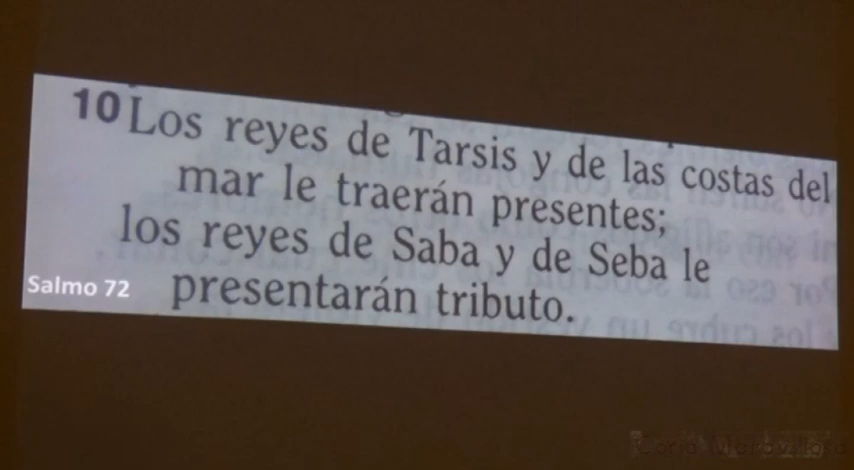 10 Los reyes de Tarsis y de las costas del
mar le traerán presentes;
los reyes de Saba y de Seba le
presentarán tributo.
Salmo 72